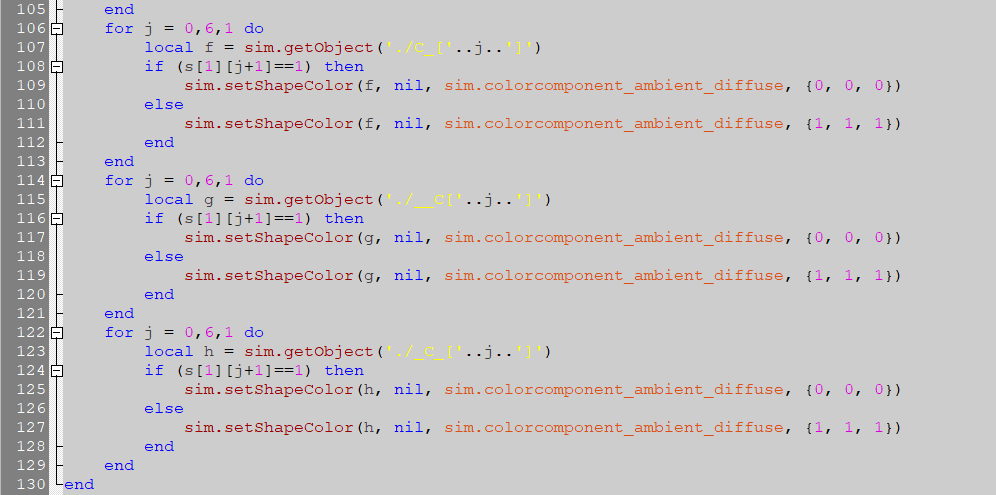 105 end
106 for j = 0,6,1 do
107 local f = sim.getObject('./C_['..j..']')
108 if (s[1][j+1]==1) then
109 sim.setShapeColor(f, nil, sim.colorcomponent_ambient_diffuse, {0, 0, 0})
110 else
111 sim.setShapeColor(f, nil, sim.colorcomponent_ambient_diffuse, {1, 1, 1})
112 end
113 end
114 for j = 0,6,1 do
115 local g = sim.getObject('./__C['..j..']')
116 if (s[1][j+1]==1) then
117 sim.setShapeColor(g, nil, sim.colorcomponent_ambient_diffuse, {0, 0, 0})
118 else
119 sim.setShapeColor(g, nil, sim.colorcomponent_ambient_diffuse, {1, 1, 1})
120 end
121 end
122 for j = 0,6,1 do
123 local h = sim.getObject('./_C_['..j..']')
124 if (s[1][j+1]==1) then
125 sim.setShapeColor(h, nil, sim.colorcomponent_ambient_diffuse, {0, 0, 0})
126 else
127 sim.setShapeColor(h, nil, sim.colorcomponent_ambient_diffuse, {1, 1, 1})
128 end
129 end
130 end